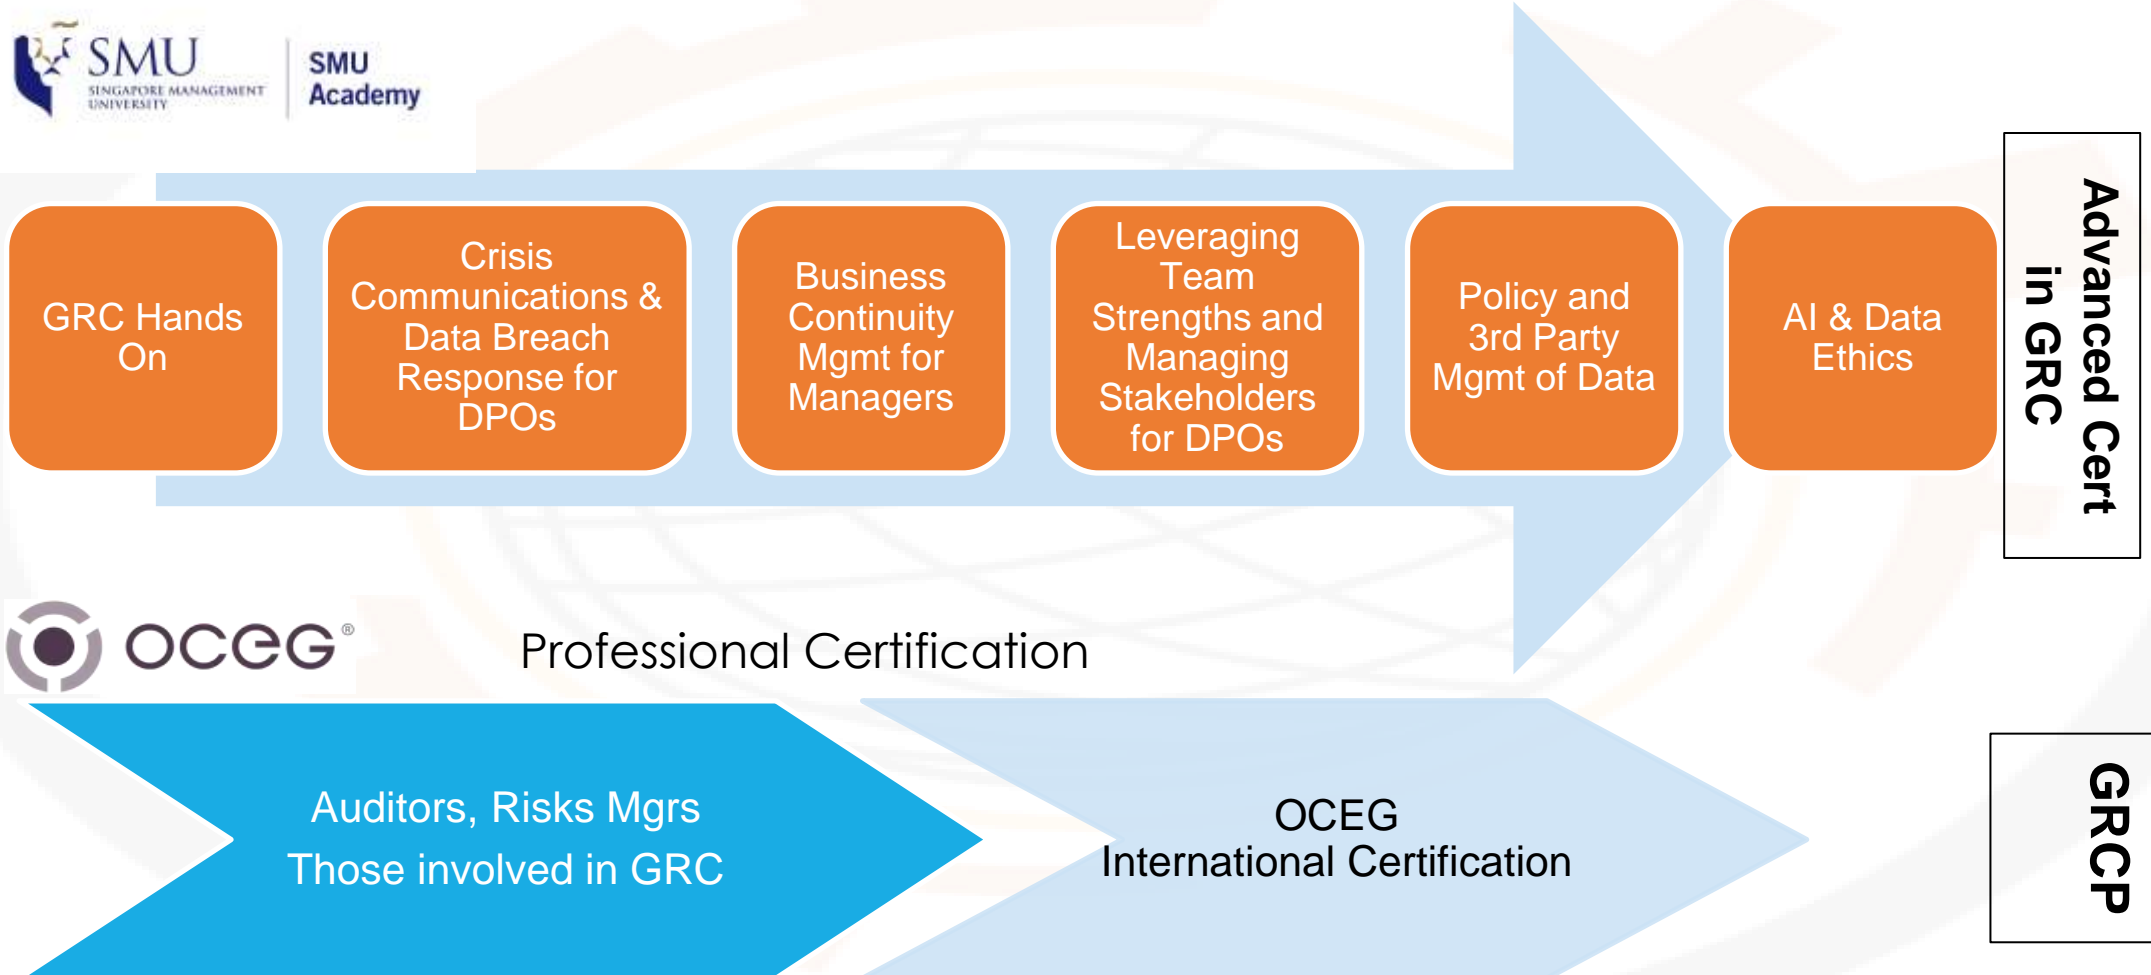 SMU
SINGAPORE MANAGEMENT
UNIVERSITY
SMU
Academy
GRC Hands
On
Crisis
Communications &
Data Breach
Response for
DPOs
Business
Continuity
Mgmt for
Managers
Leveraging
Team
Strengths and
Managing
Stakeholders
for DPOs
Policy and
3rd Party
Mgmt of Data
AI & Data
Ethics
Advanced Cert
in GRC
OCEG®
Professional Certification
Auditors, Risks Mgrs
Those involved in GRC
OCEG
International Certification
GRCP